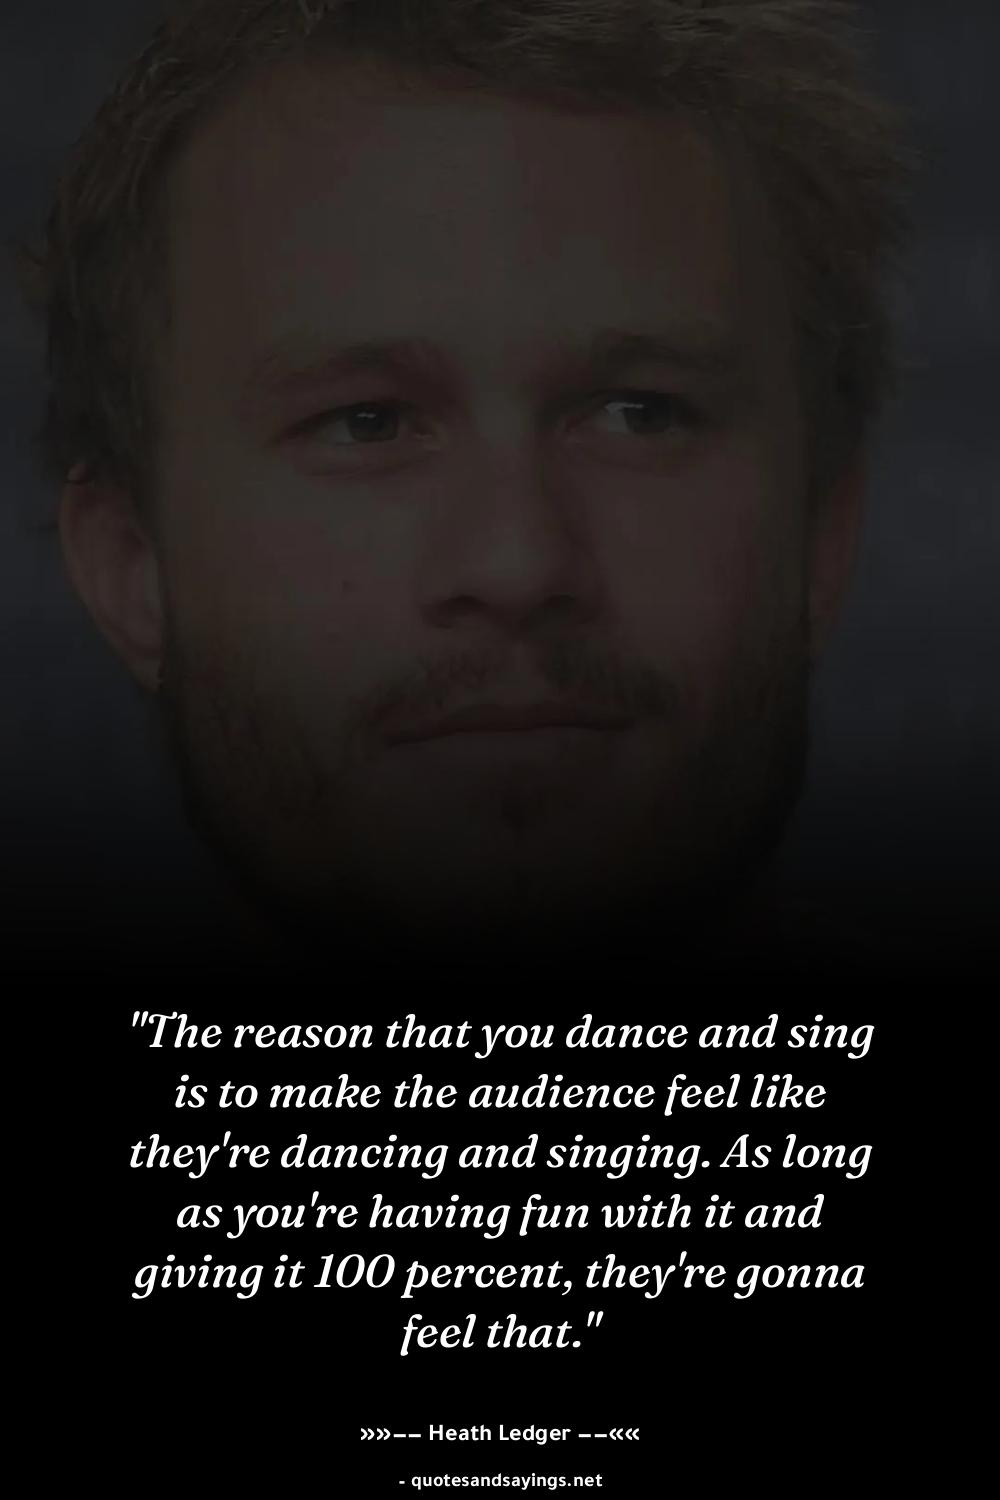 "The reason that you dance and sing
is to make the audience feel like
they're dancing and singing. As long
as you're having fun with it and
giving it 100 percent, they're gonna
feel that."
»»−− Heath Ledger −−««
- quotesandsayings.net